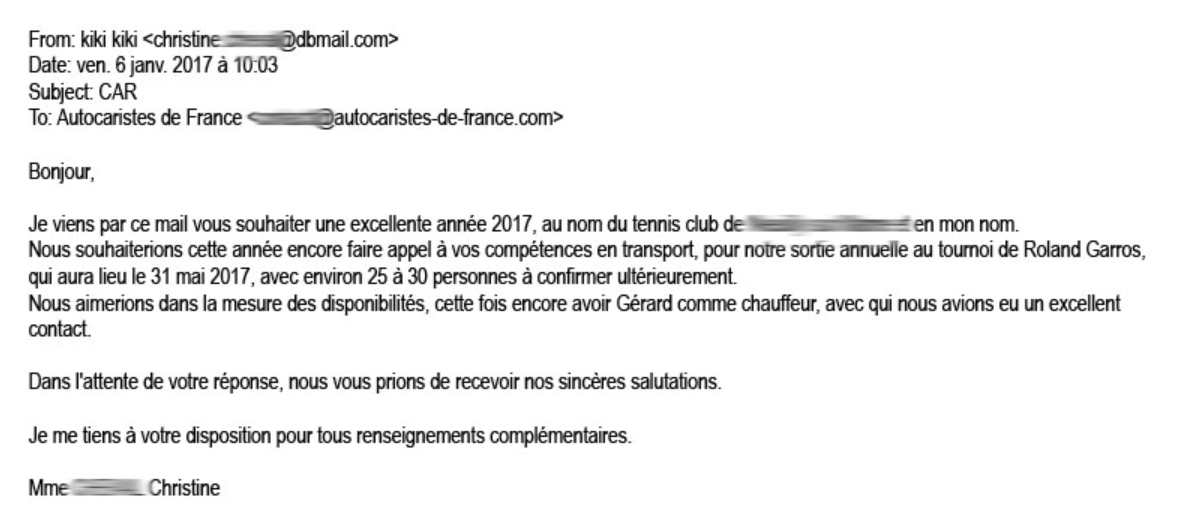 From: kiki kiki <christine @dbmail.com>
Date: ven. 6 janv. 2017 à 10:03
Subject: CAR
To: Autocaristes de France < @autocaristes-de-france.com>
Bonjour,
Je viens par ce mail vous souhaiter une excellente année 2017, au nom du tennis club de en mon nom.
Nous souhaiterions cette année encore faire appel à vos compétences en transport, pour notre sortie annuelle au tournoi de Roland Garros,
qui aura lieu le 31 mai 2017, avec environ 25 à 30 personnes à confirmer ultérieurement.
Nous aimerions dans la mesure des disponibilités, cette fois encore avoir Gérard comme chauffeur, avec qui nous avions eu un excellent
contact.
Dans l'attente de votre réponse, nous vous prions de recevoir nos sincères salutations.
Je me tiens à votre disposition pour tous renseignements complémentaires.
Mme Christine